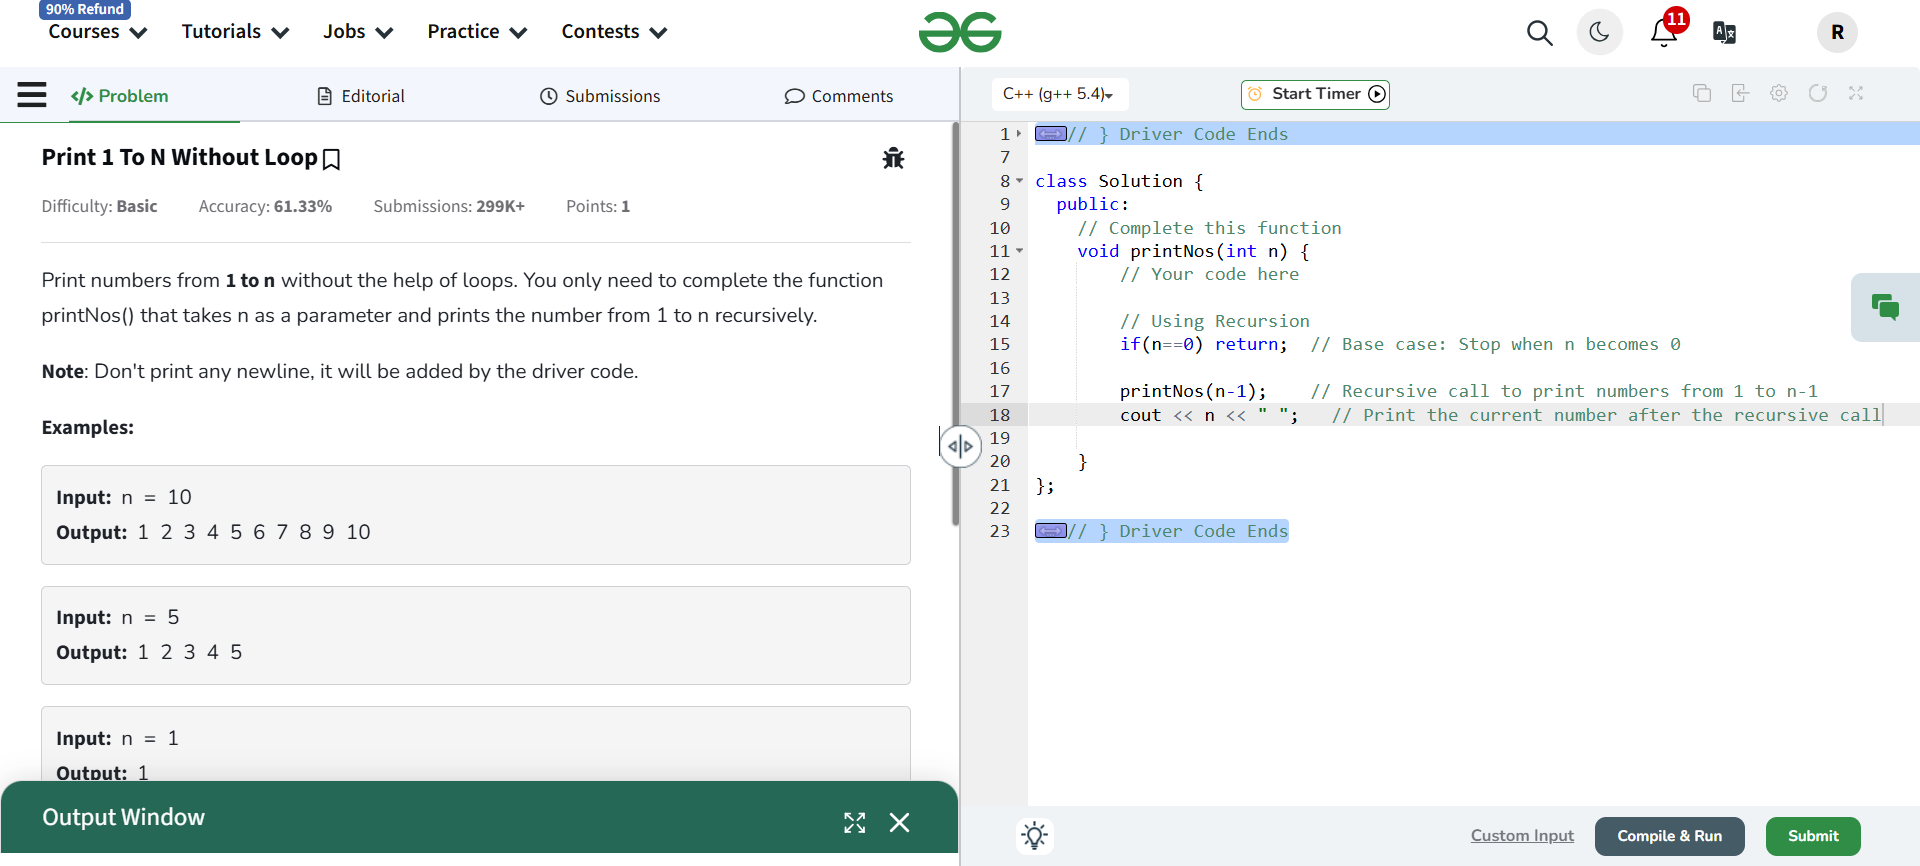 90% Refund
Courses Tutorials Jobs Practice Contests
11
R
Problem Editorial Submissions Comments
C++ (g++ 5.4) Start Timer
Print 1 To N Without Loop
Difficulty: Basic Accuracy: 61.33% Submissions: 299K+ Points: 1
Print numbers from 1 to n without the help of loops. You only need to complete the function
printNos() that takes n as a parameter and prints the number from 1 to n recursively.
Note: Don't print any newline, it will be added by the driver code.
Examples:
Input: n = 10
Output: 1 2 3 4 5 6 7 8 9 10
Input: n = 5
Output: 1 2 3 4 5
Input: n = 1
Output: 1
Output Window
1 // } Driver Code Ends
7
8 class Solution {
9 public:
10 // Complete this function
11 void printNos(int n) {
12 // Your code here
13
14 // Using Recursion
15 if(n==0) return; // Base case: Stop when n becomes 0
16
17 printNos(n-1); // Recursive call to print numbers from 1 to n-1
18 cout << n << " "; // Print the current number after the recursive call
19
20 }
21 };
22
23 // } Driver Code Ends
Custom Input Compile & Run Submit